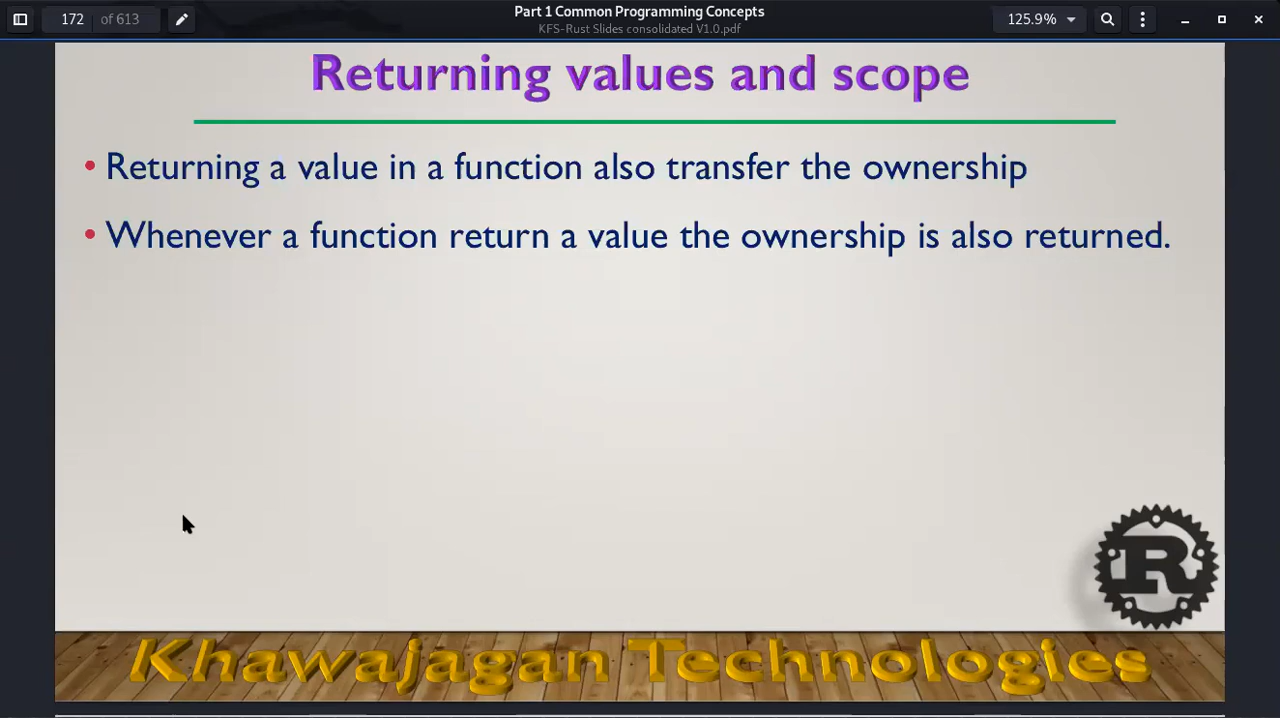 172 of 613
Part 1 Common Programming Concepts
KFS-Rust Slides consolidated V1.0.pdf
125.9%
Returning values and scope
• Returning a value in a function also transfer the ownership
• Whenever a function return a value the ownership is also returned.
R
Khawajagan Technologies